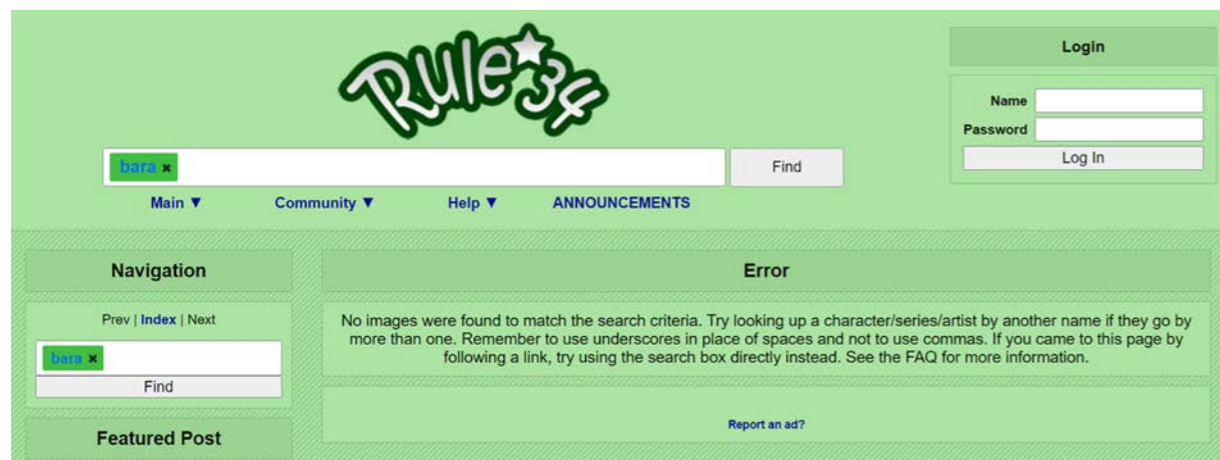 Rule34
Login
Name
Password
Log In
bara ×
Find
Main ▼
Community ▼
Help ▼
ANNOUNCEMENTS
Navigation
Prev | Index | Next
bara ×
Find
Featured Post
Error
No images were found to match the search criteria. Try looking up a character/series/artist by another name if they go by
more than one. Remember to use underscores in place of spaces and not to use commas. If you came to this page by
following a link, try using the search box directly instead. See the FAQ for more information.
Report an ad?